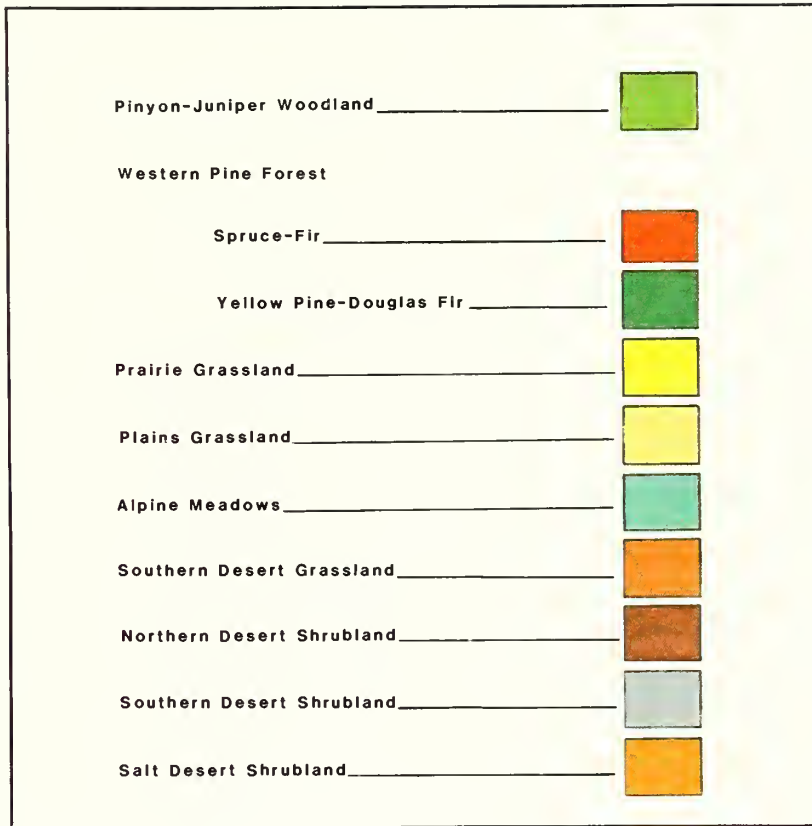 Pinyon-Juniper Woodland
Western Pine Forest
Spruce-Fir
Yellow Pine-Douglas Fir
Prairie Grassland
Plains Grassland
Alpine Meadows
Southern Desert Grassland
Northern Desert Shrubland
Southern Desert Shrubland
Salt Desert Shrubland